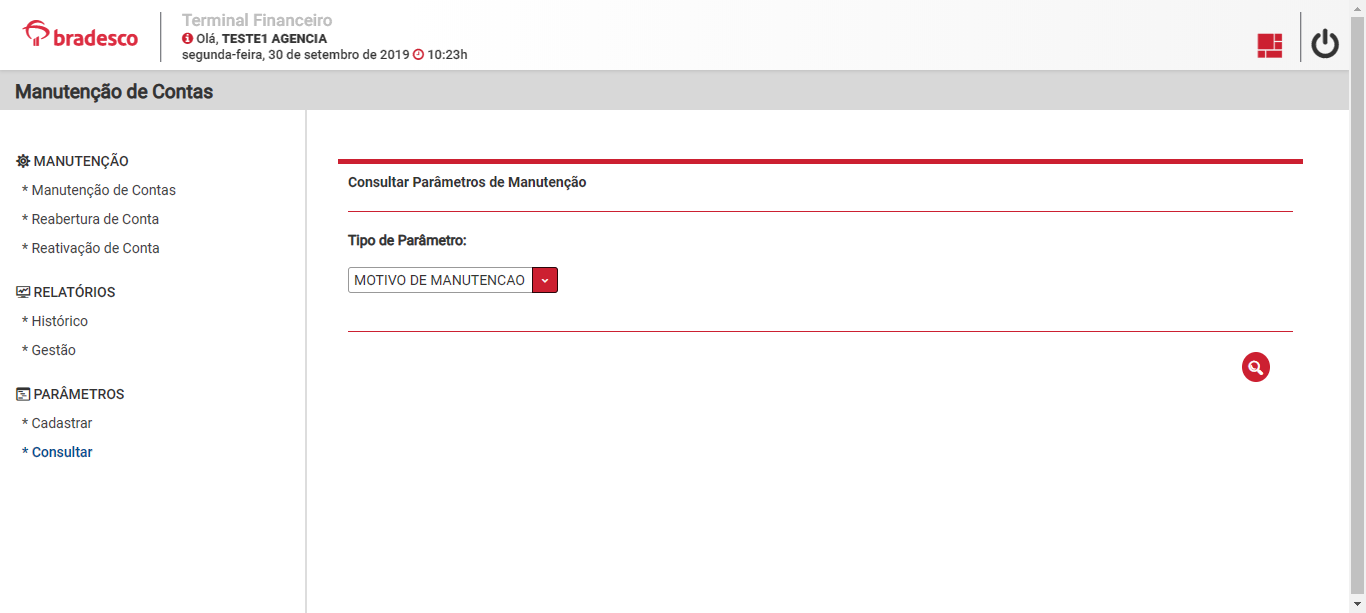 bradesco
Terminal Financeiro
Olá, TESTE1 AGENCIA
segunda-feira, 30 de setembro de 2019 10:23h
Manutenção de Contas
MANUTENÇÃO
* Manutenção de Contas
* Reabertura de Conta
* Reativação de Conta
RELATÓRIOS
* Histórico
* Gestão
PARÂMETROS
* Cadastrar
* Consultar
Consultar Parâmetros de Manutenção
Tipo de Parâmetro:
MOTIVO DE MANUTENCAO